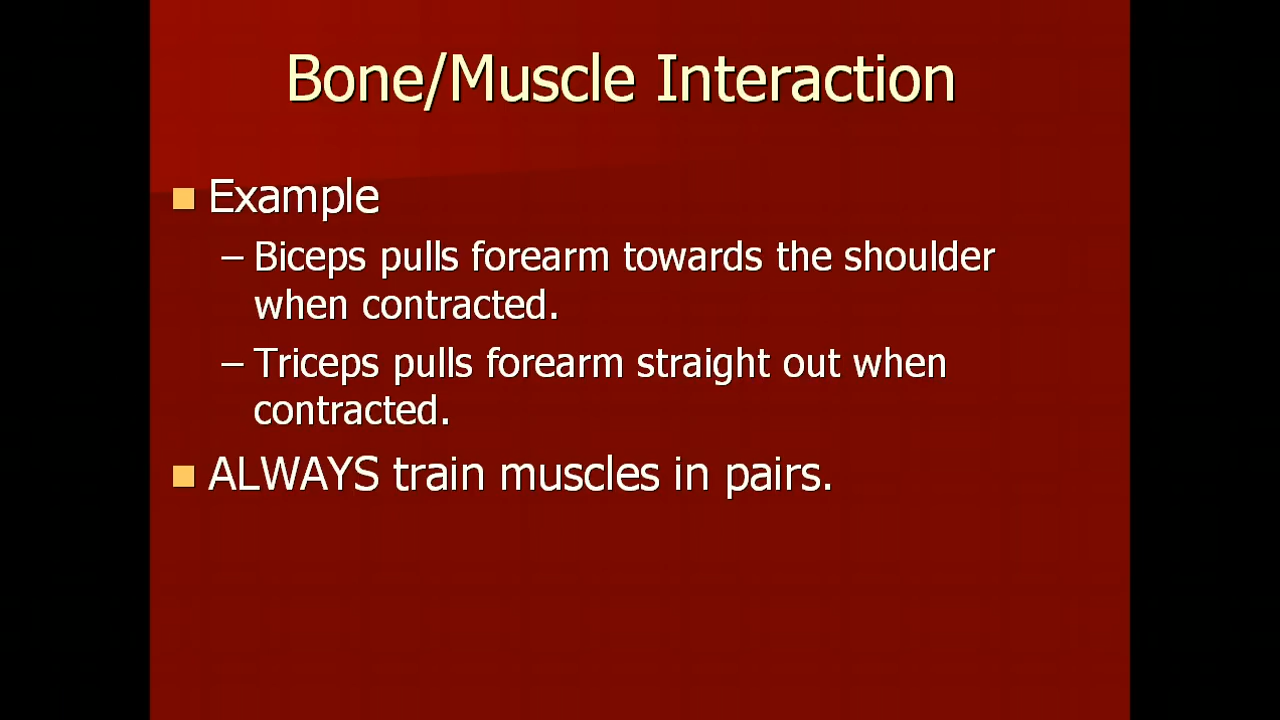 Bone/Muscle Interaction
Example
– Biceps pulls forearm towards the shoulder
when contracted.
– Triceps pulls forearm straight out when
contracted.
ALWAYS train muscles in pairs.